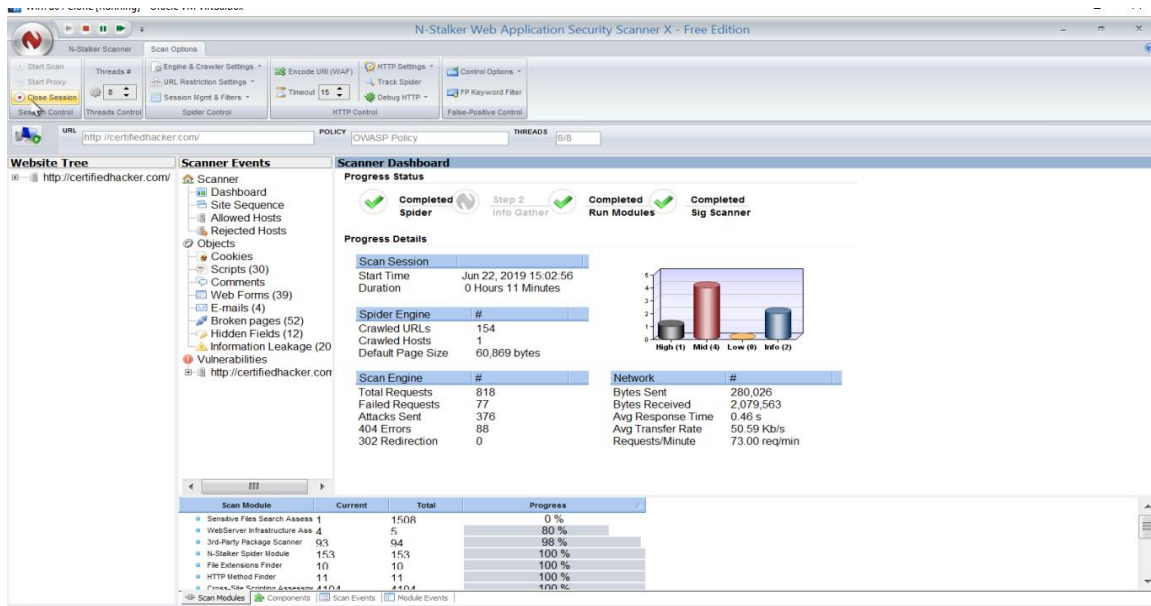 N-Stalker Web Application Security Scanner X - Free Edition
N-Stalker Scanner
Scan Options
Start Scan
Start Proxy
Close Session
Threads #
8
Threads Control
Engine & Crawler Settings
URL Restriction Settings
Session Mgmt & Filters
Spider Control
Encode URI (WAF)
Timeout 15
HTTP Settings
Track Spider
Debug HTTP
HTTP Control
Control Options
FP Keyword Filter
False-Positive Control
URL http://certifiedhacker.com/
POLICY OWASP Policy
THREADS 8/8
Website Tree
http://certifiedhacker.com/
Scanner Events
Scanner
Dashboard
Site Sequence
Allowed Hosts
Rejected Hosts
Objects
Cookies
Scripts (30)
Comments
Web Forms (39)
E-mails (4)
Broken pages (52)
Hidden Fields (12)
Information Leakage (20
Vulnerabilities
http://certifiedhacker.com
Scanner Dashboard
Progress Status
Completed Spider
Step 2 Info Gather
Completed Run Modules
Completed Sig Scanner
Progress Details
Scan Session
Start Time Jun 22, 2019 15:02:56
Duration 0 Hours 11 Minutes
Spider Engine #
Crawled URLs 154
Crawled Hosts 1
Default Page Size 60,869 bytes
Scan Engine #
Total Requests 818
Failed Requests 77
Attacks Sent 376
404 Errors 88
302 Redirection 0
5
4
3
2
1
0
High (1) Mid (4) Low (0) Info (2)
Network #
Bytes Sent 280,026
Bytes Received 2,079,563
Avg Response Time 0.46 s
Avg Transfer Rate 50.59 Kb/s
Requests/Minute 73.00 req/min
Scan Module Current Total Progress
Sensitive Files Search Assess 1 1508 0 %
WebServer Infrastructure Ass 4 5 80 %
3rd-Party Package Scanner 93 94 98 %
N-Stalker Spider Module 153 153 100 %
File Extensions Finder 10 10 100 %
HTTP Method Finder 11 11 100 %
Cross-Site Scripting Assessme 4104 4104 100 %
Scan Modules
Components
Scan Events
Module Events